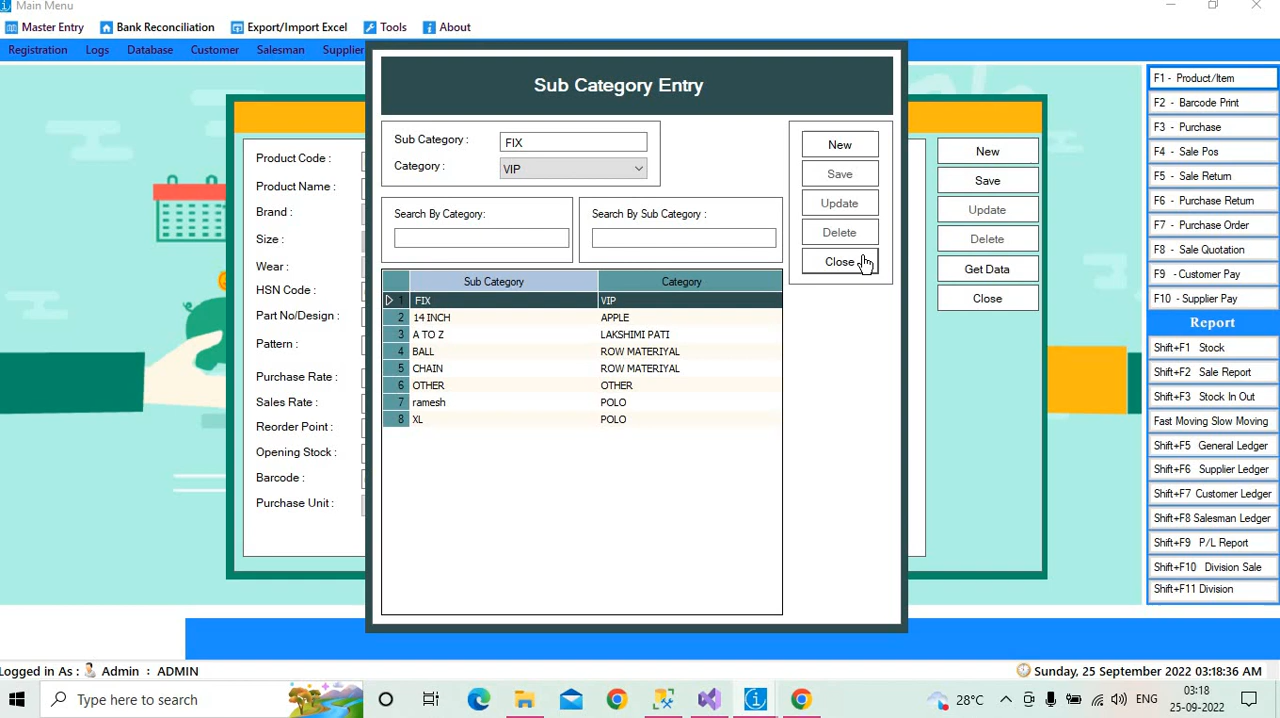 Main Menu
Master Entry Bank Reconciliation Export/Import Excel Tools About
Registration Logs Database Customer Salesman Supplier
Sub Category Entry
Sub Category : FIX
Category : VIP
Search By Category: Search By Sub Category :
New
Save
Update
Delete
Close
Sub Category Category
1 FIX VIP
2 14 INCH APPLE
3 A TO Z LAKSHIMI PATI
4 BALL ROW MATERIYAL
5 CHAIN ROW MATERIYAL
6 OTHER OTHER
7 ramesh POLO
8 XL POLO
Product Code :
Product Name :
Brand :
Size :
Wear :
HSN Code :
Part No/Design :
Pattern :
Purchase Rate :
Sales Rate :
Reorder Point :
Opening Stock :
Barcode :
Purchase Unit :
New
Save
Update
Delete
Get Data
Close
F1 - Product/Item
F2 - Barcode Print
F3 - Purchase
F4 - Sale Pos
F5 - Sale Return
F6 - Purchase Return
F7 - Purchase Order
F8 - Sale Quotation
F9 - Customer Pay
F10 - Supplier Pay
Report
Shift+F1 Stock
Shift+F2 Sale Report
Shift+F3 Stock In Out
Fast Moving Slow Moving
Shift+F5 General Ledger
Shift+F6 Supplier Ledger
Shift+F7 Customer Ledger
Shift+F8 Salesman Ledger
Shift+F9 P/L Report
Shift+F10 Division Sale
Shift+F11 Division
Logged in As : Admin : ADMIN Sunday, 25 September 2022 03:18:36 AM
Type here to search 28°C ENG 03:18
25-09-2022